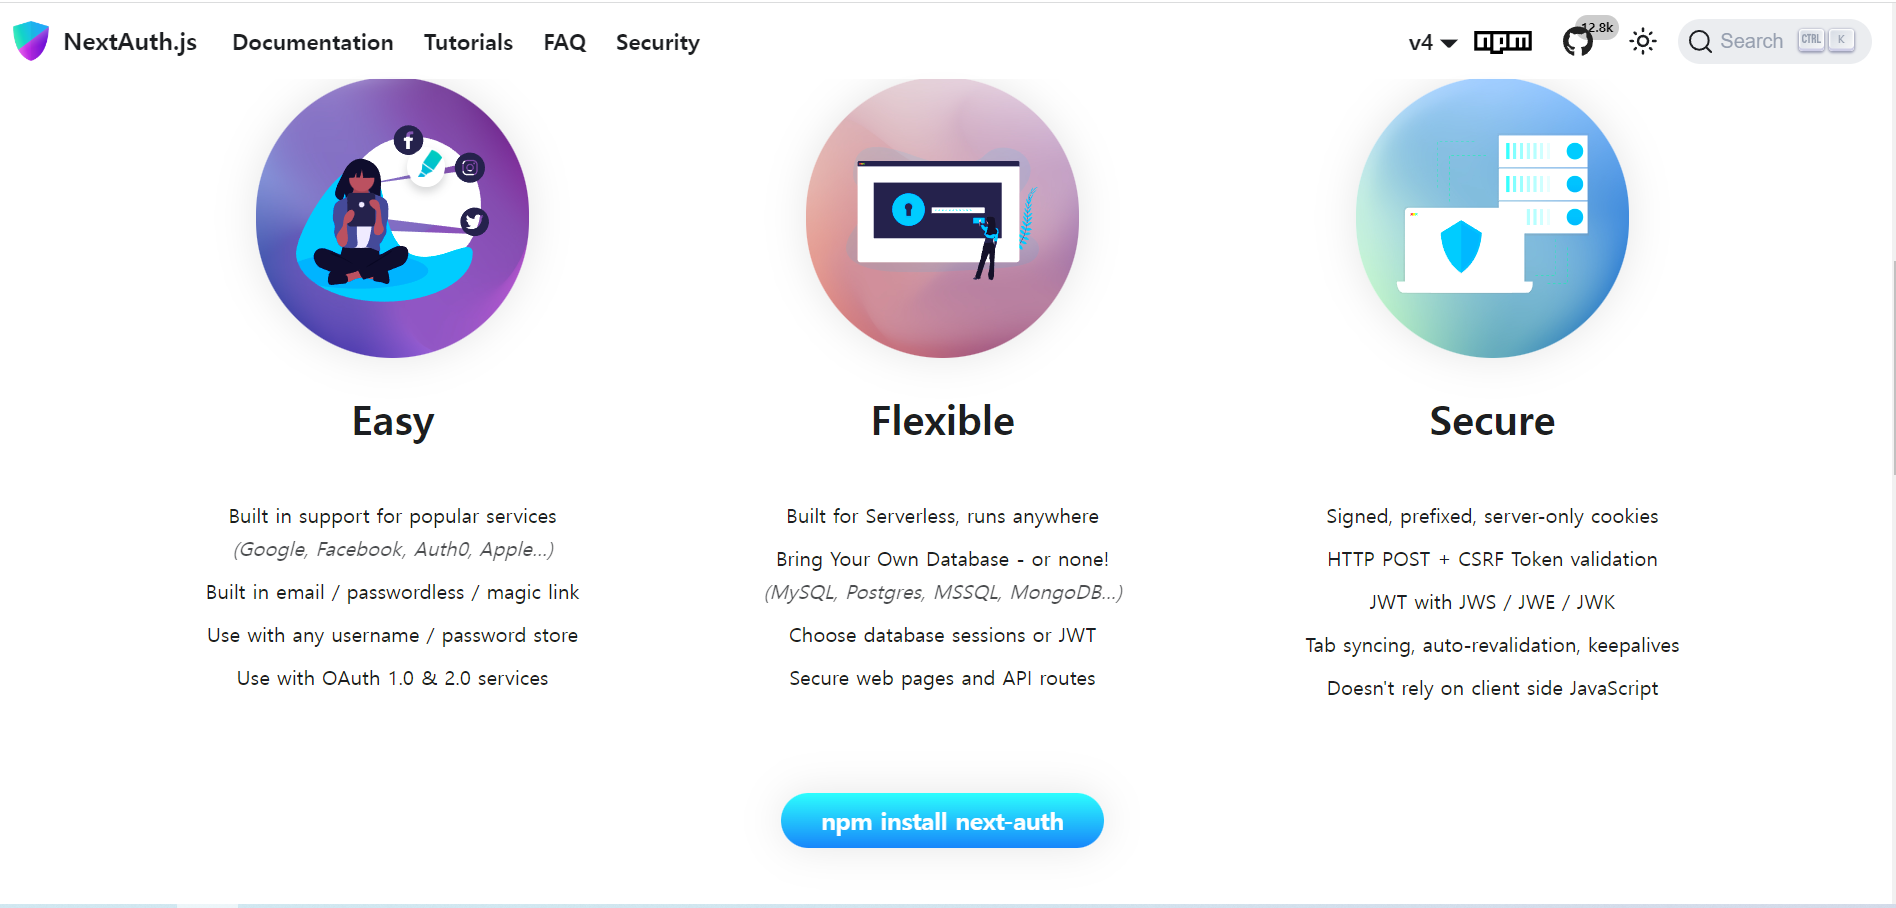 NextAuth.js Documentation Tutorials FAQ Security v4 npm 12.8k Search CTRL K
Easy
Built in support for popular services
(Google, Facebook, Auth0, Apple...)
Built in email / passwordless / magic link
Use with any username / password store
Use with OAuth 1.0 & 2.0 services
Flexible
Built for Serverless, runs anywhere
Bring Your Own Database - or none!
(MySQL, Postgres, MSSQL, MongoDB...)
Choose database sessions or JWT
Secure web pages and API routes
Secure
Signed, prefixed, server-only cookies
HTTP POST + CSRF Token validation
JWT with JWS / JWE / JWK
Tab syncing, auto-revalidation, keepalives
Doesn't rely on client side JavaScript
npm install next-auth